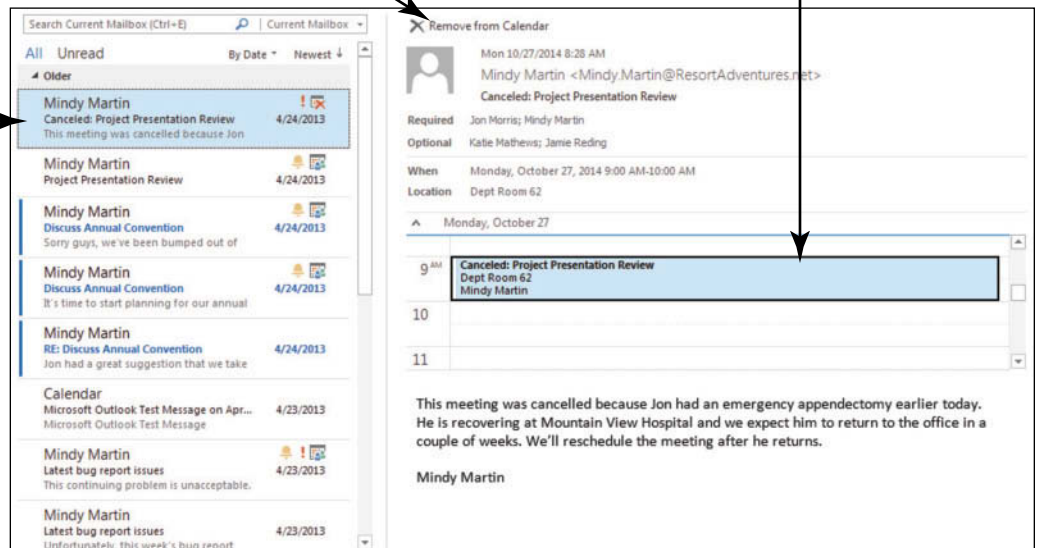 Search Current Mailbox (Ctrl+E) Current Mailbox
All Unread By Date Newest
Older
Mindy Martin
Canceled: Project Presentation Review 4/24/2013
This meeting was cancelled because Jon
Mindy Martin
Project Presentation Review 4/24/2013
Mindy Martin
Discuss Annual Convention 4/24/2013
Sorry guys, we've been bumped out of
Mindy Martin
Discuss Annual Convention 4/24/2013
It's time to start planning for our annual
Mindy Martin
RE: Discuss Annual Convention 4/24/2013
Jon had a great suggestion that we take
Calendar
Microsoft Outlook Test Message on Apr... 4/23/2013
Microsoft Outlook Test Message
Mindy Martin
Latest bug report issues 4/23/2013
This continuing problem is unacceptable.
Mindy Martin
Latest bug report issues 4/23/2013
Unfortunately, this week's bug report
Remove from Calendar
Mon 10/27/2014 8:28 AM
Mindy Martin <Mindy.Martin@ResortAdventures.net>
Canceled: Project Presentation Review
Required Jon Morris; Mindy Martin
Optional Katie Mathews; Jamie Reding
When Monday, October 27, 2014 9:00 AM-10:00 AM
Location Dept Room 62
Monday, October 27
9 AM Canceled: Project Presentation Review
Dept Room 62
Mindy Martin
10
11
This meeting was cancelled because Jon had an emergency appendectomy earlier today.
He is recovering at Mountain View Hospital and we expect him to return to the office in a
couple of weeks. We'll reschedule the meeting after he returns.
Mindy Martin